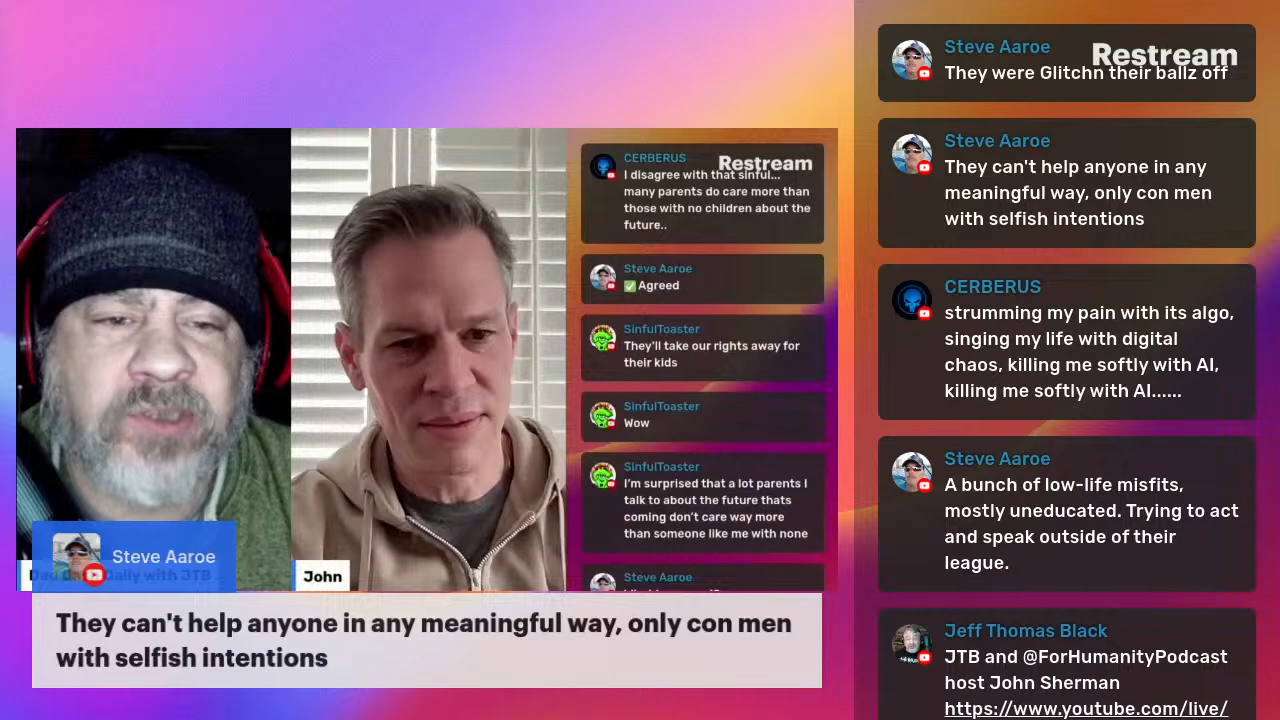 CERBERUS
Restream
I disagree with that sinful...
many parents do care more than
those with no children about the
future..
Steve Aaroe
✅ Agreed
SinfulToaster
They'll take our rights away for
their kids
SinfulToaster
Wow
SinfulToaster
I'm surprised that a lot parents I
talk to about the future thats
coming don't care way more
than someone like me with none
Steve Aaroe
Steve Aaroe
Daily with JTB
John
They can't help anyone in any meaningful way, only con men
with selfish intentions
Steve Aaroe
Restream
They were Glitchn their ballz off
Steve Aaroe
They can't help anyone in any
meaningful way, only con men
with selfish intentions
CERBERUS
strumming my pain with its algo,
singing my life with digital
chaos, killing me softly with AI,
killing me softly with AI......
Steve Aaroe
A bunch of low-life misfits,
mostly uneducated. Trying to act
and speak outside of their
league.
Jeff Thomas Black
JTB and @ForHumanityPodcast
host John Sherman
https://www.youtube.com/live/